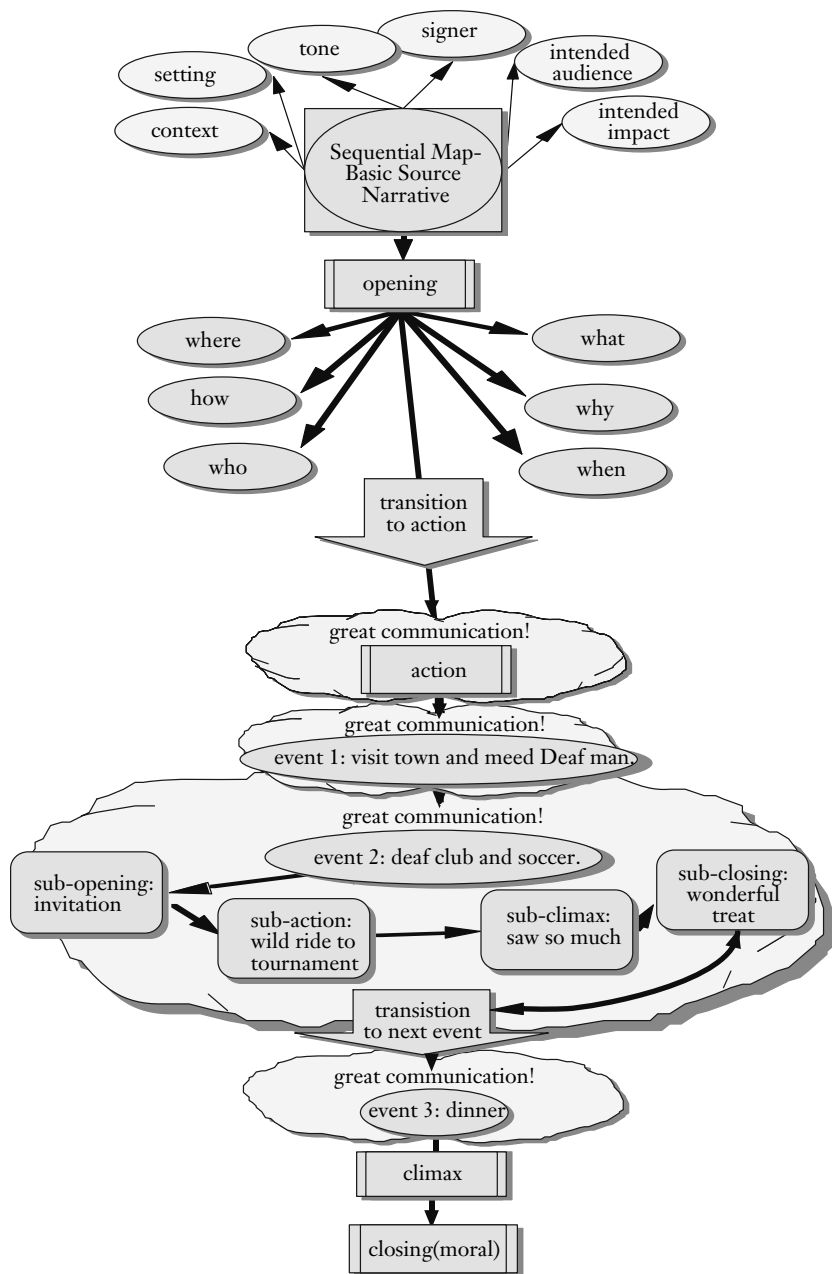 signer
tone
intended
audience
setting
intended
impact
context
Sequential Map-
Basic Source
Narrative
opening
where
what
how
why
who
when
transition
to action
great communication!
action
great communication!
event 1: visit town and meed Deaf man.
great communication!
event 2: deaf club and soccer.
sub-opening:
invitation
sub-action:
wild ride to
tournament
sub-climax:
saw so much
sub-closing:
wonderful
treat
transistion
to next event
great communication!
event 3: dinner
climax
closing(moral)